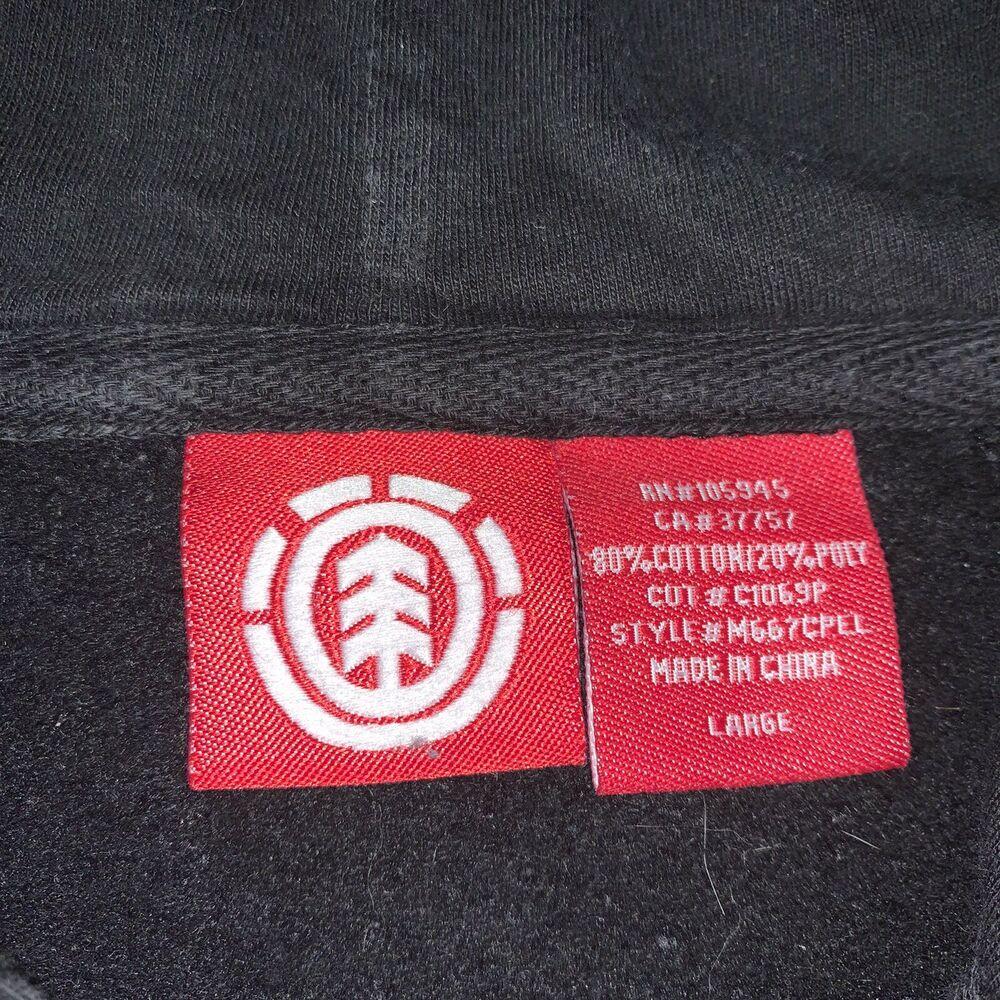 RN#105945
CA#37757
80%COTTON/20%POLY
CUT #C1069P
STYLE#M667CPEL
MADE IN CHINA
LARGE